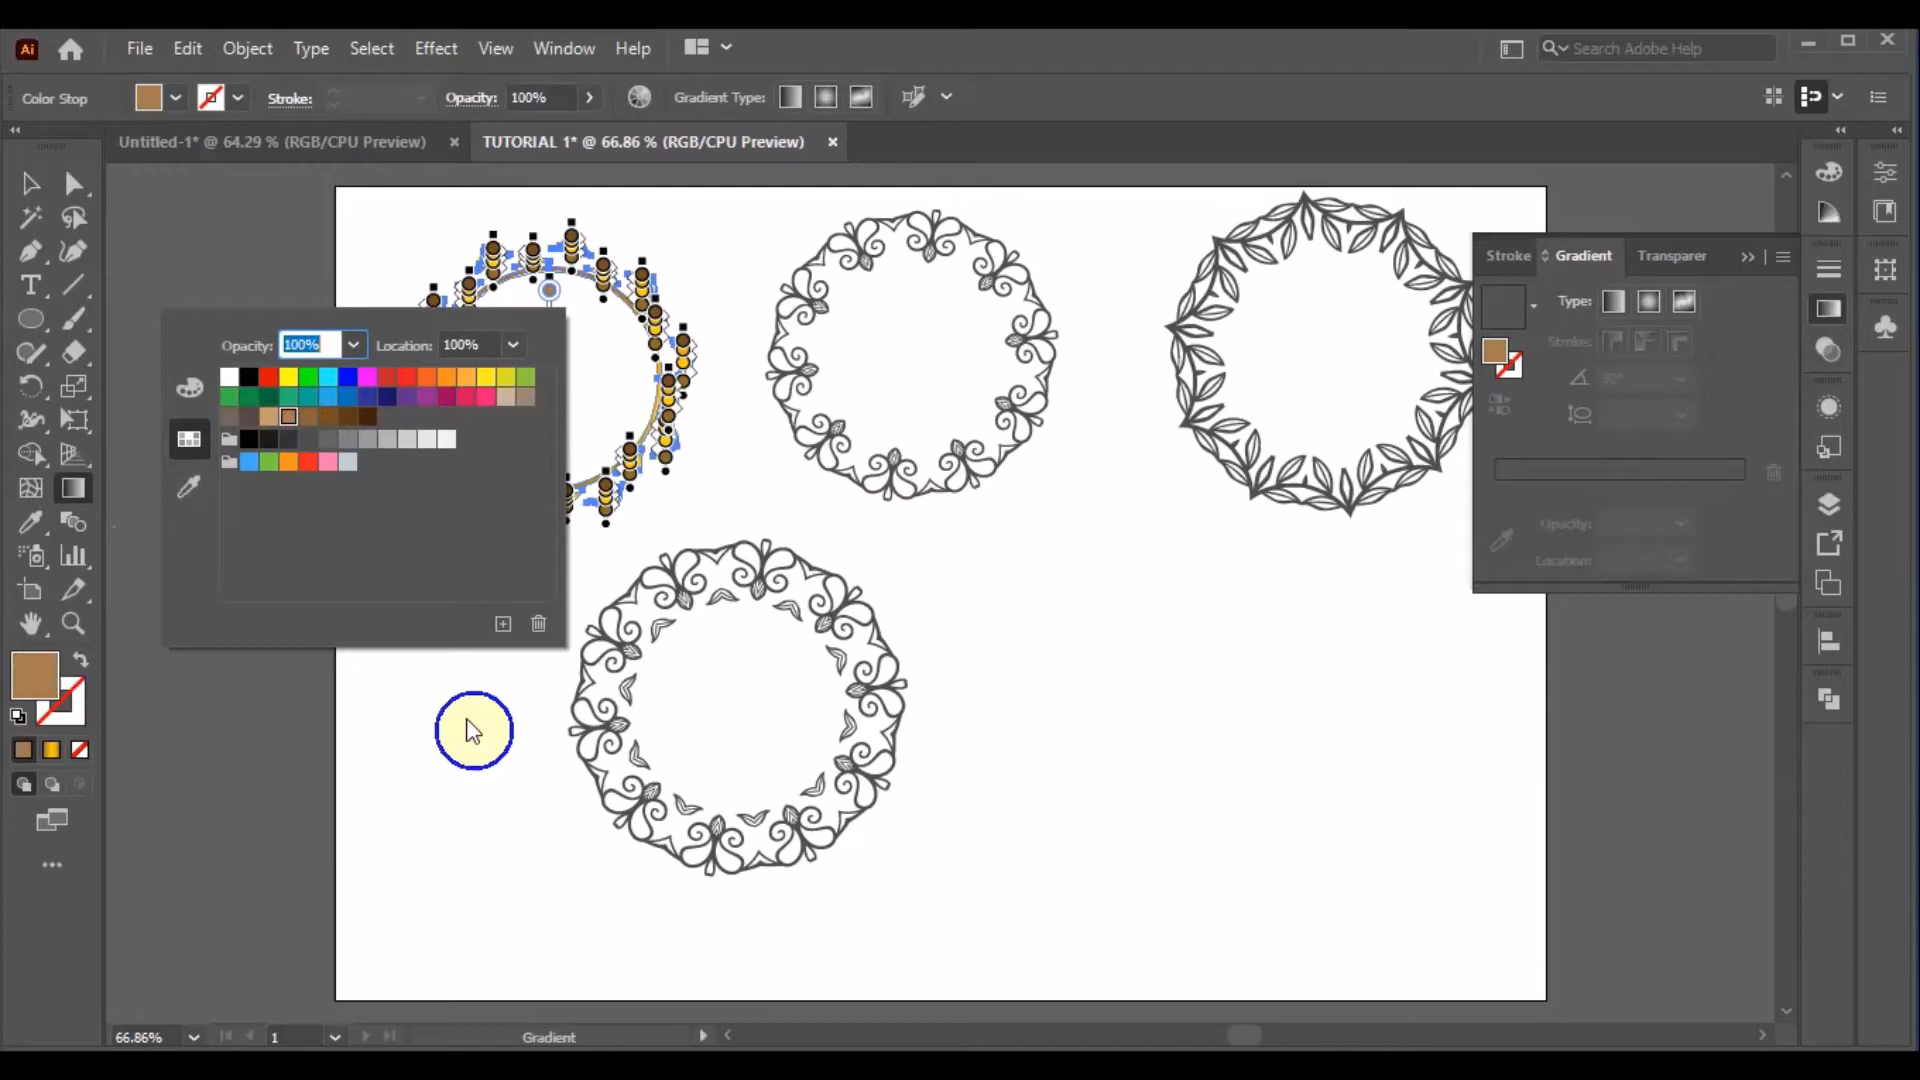 Ai File Edit Object Type Select Effect View Window Help Search Adobe Help
Color Stop Stroke: Opacity: 100% Gradient Type:
Untitled-1* @ 64.29 % (RGB/CPU Preview) × TUTORIAL 1* @ 66.86 % (RGB/CPU Preview) ×
Stroke Gradient Transparer
Type:
Stroke:
Opacity: 100% Location: 100%
Opacity:
Location:
66.86% 1 Gradient